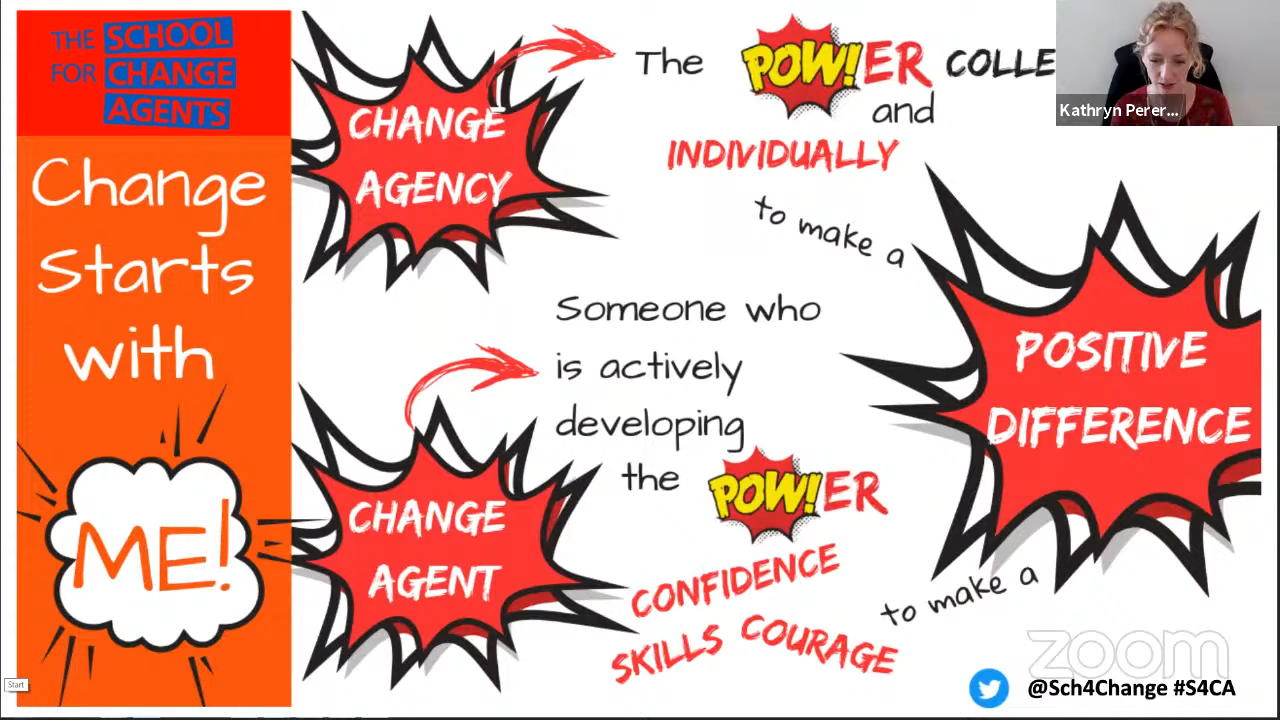 THE SCHOOL
FOR CHANGE
AGENTS
Change
Starts
with
ME!
CHANGE
AGENCY
The POW!ER COLLE
and
INDIVIDUALLY
to make a
POSITIVE
DIFFERENCE
CHANGE
AGENT
Someone who
is actively
developing
the POW!ER
CONFIDENCE
SKILLS COURAGE
to make a
Kathryn Perer...
zoom
@Sch4Change #S4CA
Start